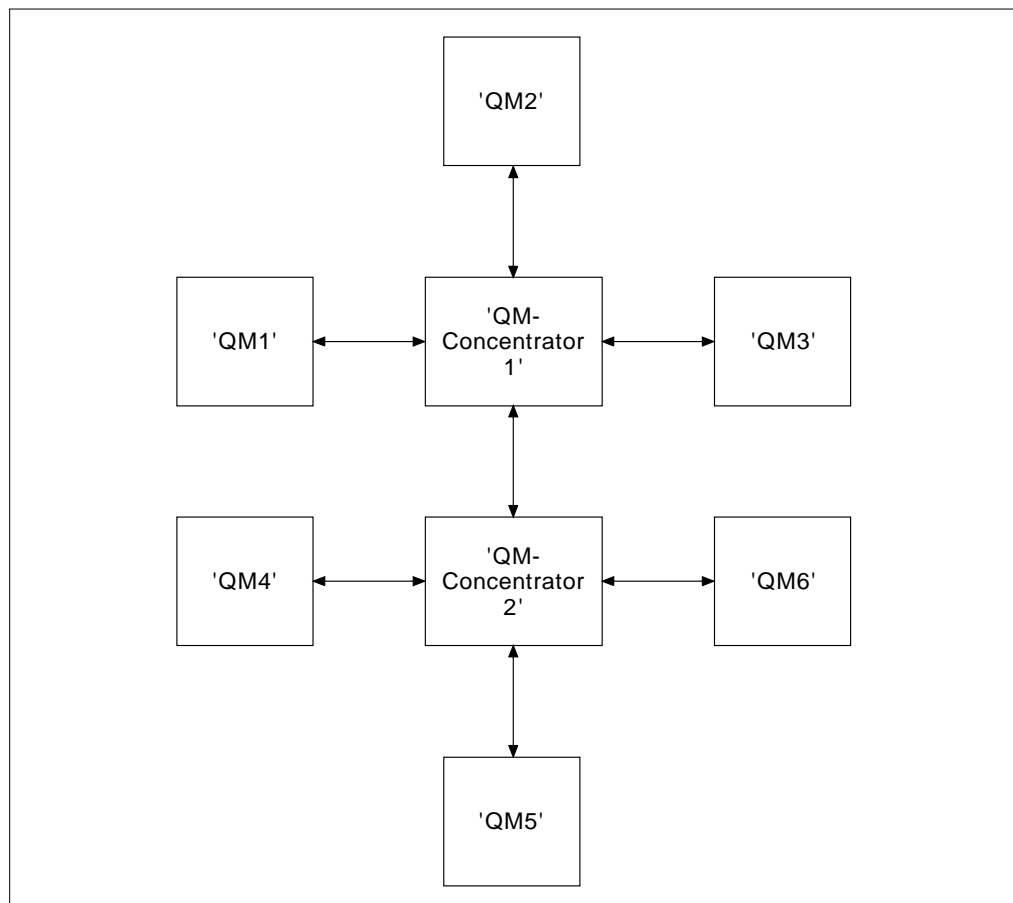 'QM2'
'QM1'
'QM-
Concentrator
1'
'QM3'
'QM4'
'QM-
Concentrator
2'
'QM6'
'QM5'